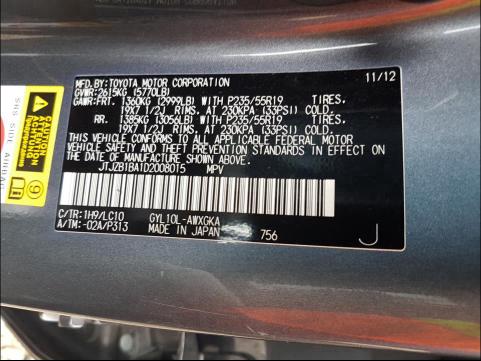 MFD. BY: TOYOTA MOTOR CORPORATION 11/12
GVWR: 2615KG (5770LB)
GAWR: FRT. 1360KG (2999LB) WITH P235/55R19 TIRES,
19X7 1/2J RIMS, AT 230KPA (33PSI) COLD
RR. 1385KG (3056LB) WITH P235/55R19 TIRES,
19X7 1/2J RIMS, AT 230KPA (33PSI) COLD
THIS VEHICLE CONFORMS TO ALL APPLICABLE FEDERAL MOTOR
VEHICLE SAFETY AND THEFT PREVENTION STANDARDS IN EFFECT
ON THE DATE OF MANUFACTURE SHOWN ABOVE.
JTJZB1BA1D2008015 MPV
C/TR: 1H9/LC10 GYL10L-AWXGKA
A/TM: -02A/P313 MADE IN JAPAN 756 J
SRS-SIDE AIRBAG
9